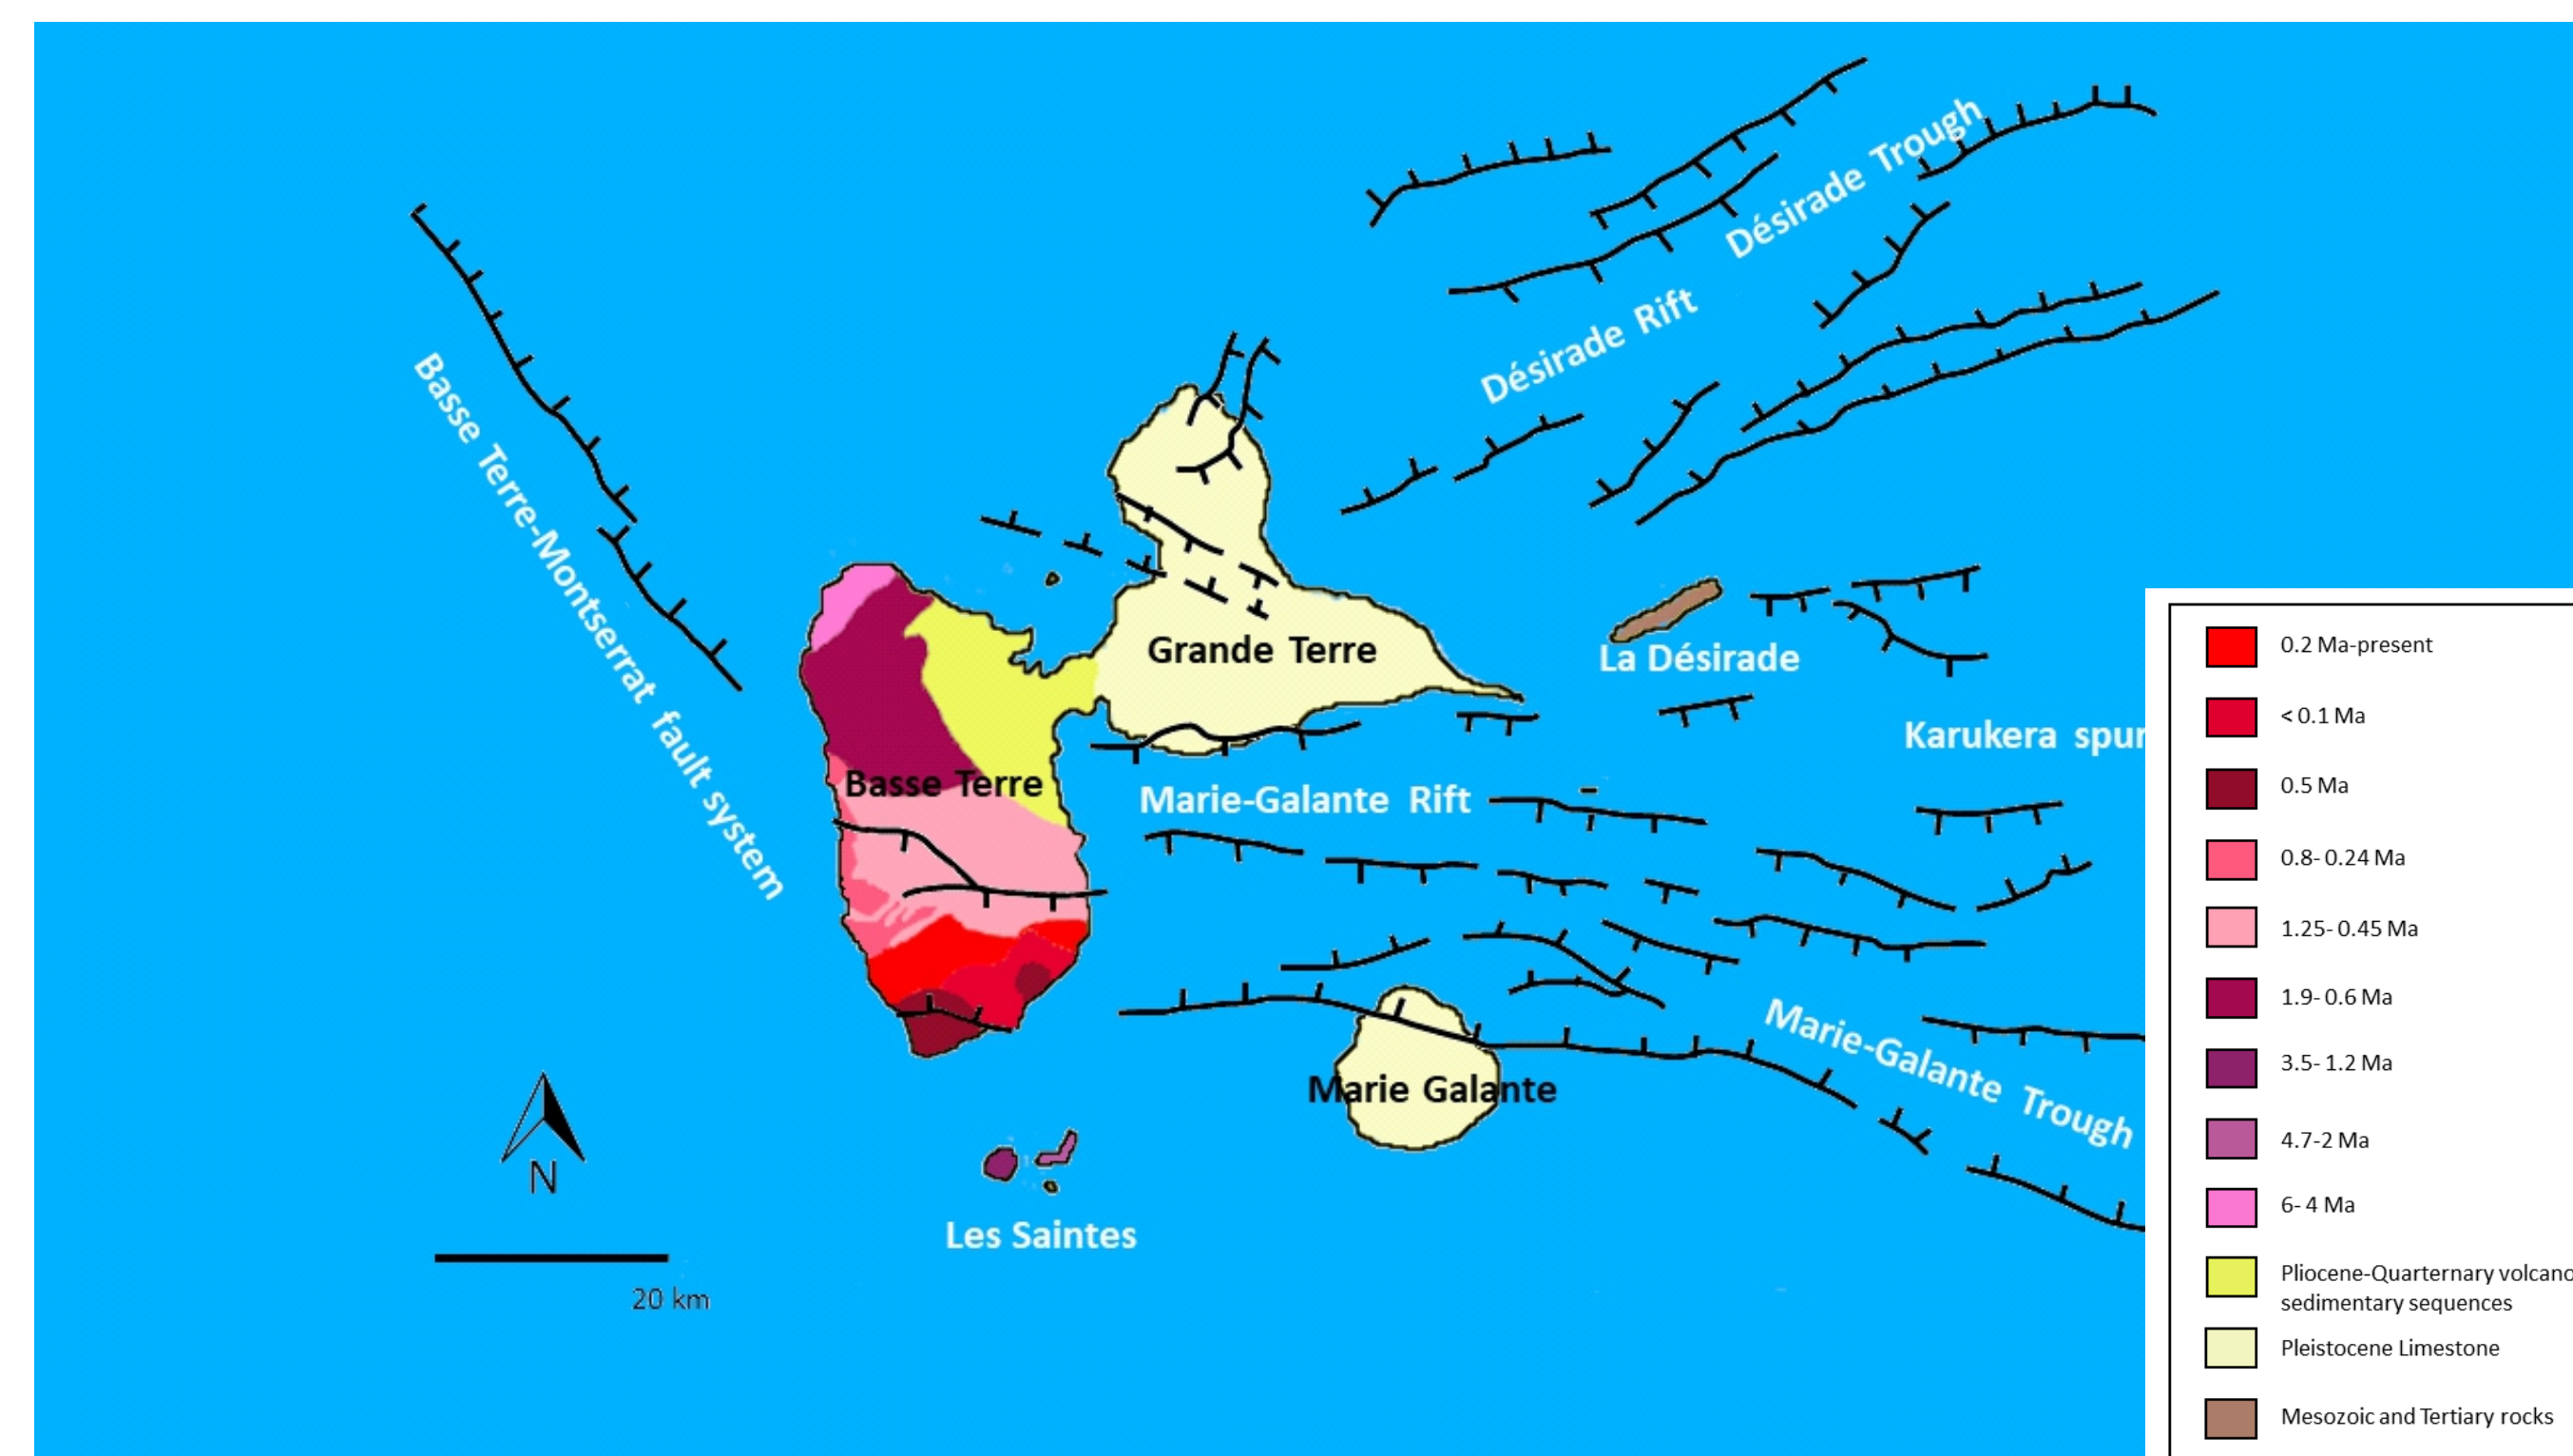 Désirade Trough
Désirade Rift
Basse Terre-Montserrat fault system
Grande Terre
La Désirade
Karukera spur
Basse Terre
Marie-Galante Rift
Marie-Galante Trough
Marie Galante
N
Les Saintes
20 km
0.2 Ma-present
< 0.1 Ma
0.5 Ma
0.8- 0.24 Ma
1.25- 0.45 Ma
1.9- 0.6 Ma
3.5- 1.2 Ma
4.7-2 Ma
6- 4 Ma
Pliocene-Quarternary volcano
sedimentary sequences
Pleistocene Limestone
Mesozoic and Tertiary rocks